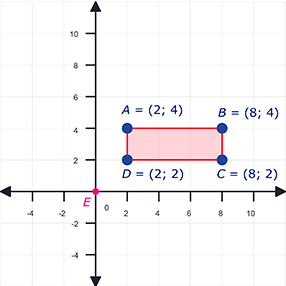 10
8
6
A = (2; 4) B = (8; 4)
4
2
D = (2; 2) C = (8; 2)
E
-4 -2 0 2 4 6 8 10
-2
-4